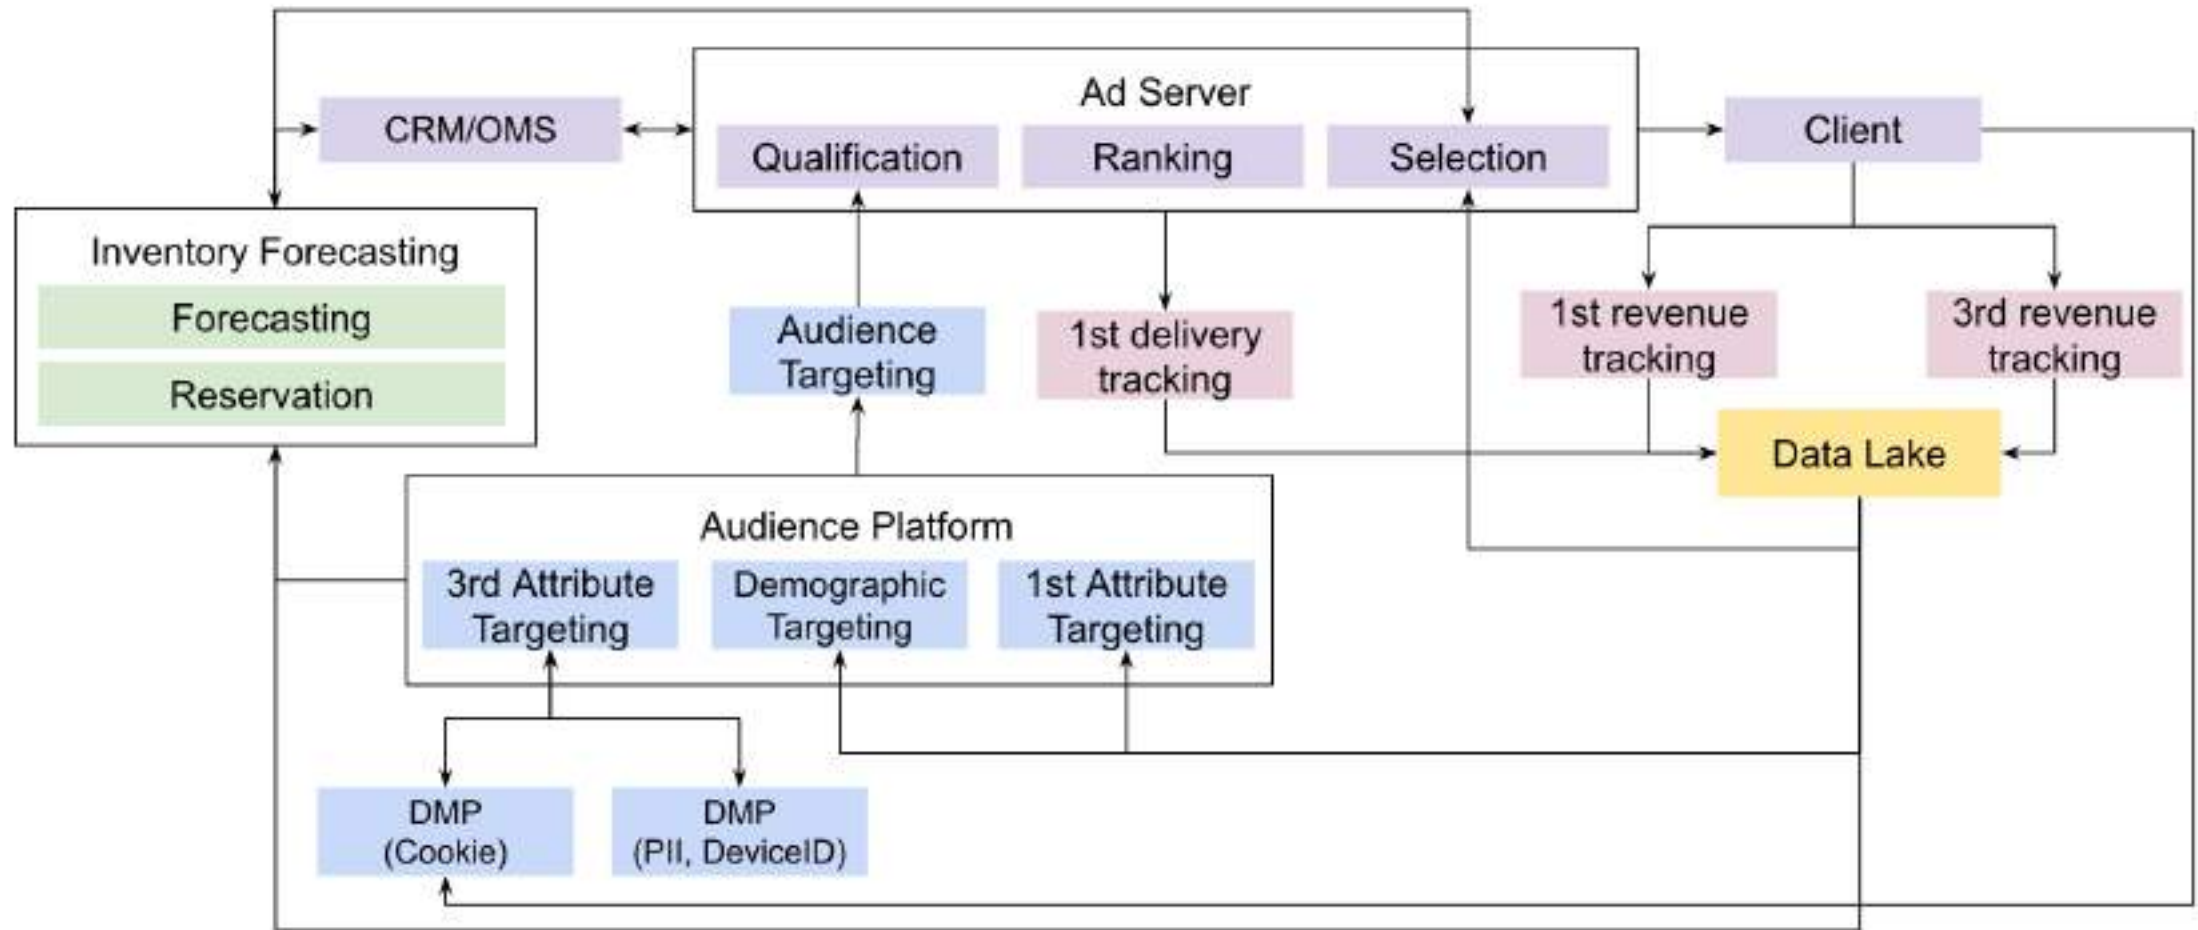 Ad Server
CRM/OMS
Client
Qualification
Ranking
Selection
Inventory Forecasting
Forecasting
Reservation
Audience
Targeting
1st delivery
tracking
1st revenue
tracking
3rd revenue
tracking
Data Lake
Audience Platform
3rd Attribute
Targeting
Demographic
Targeting
1st Attribute
Targeting
DMP
(Cookie)
DMP
(PII, DeviceID)